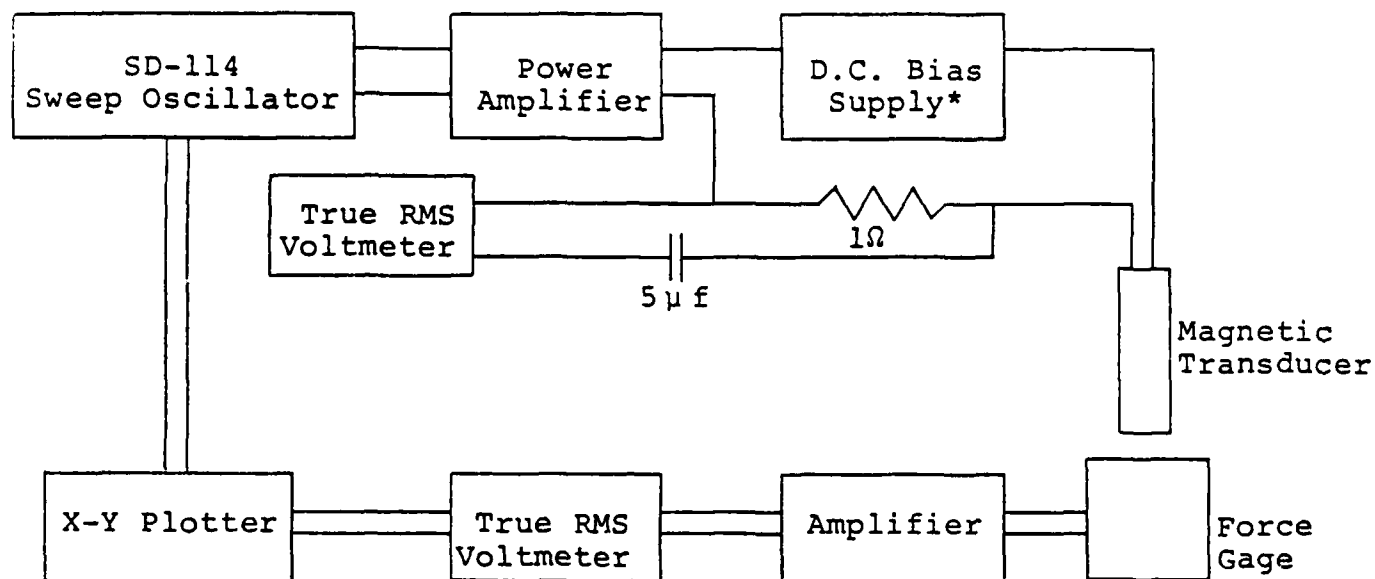 SD-114
Sweep Oscillator
Power
Amplifier
D.C. Bias
Supply*
True RMS
Voltmeter
1Ω
5μf
Magnetic
Transducer
X-Y Plotter
True RMS
Voltmeter
Amplifier
Force
Gage